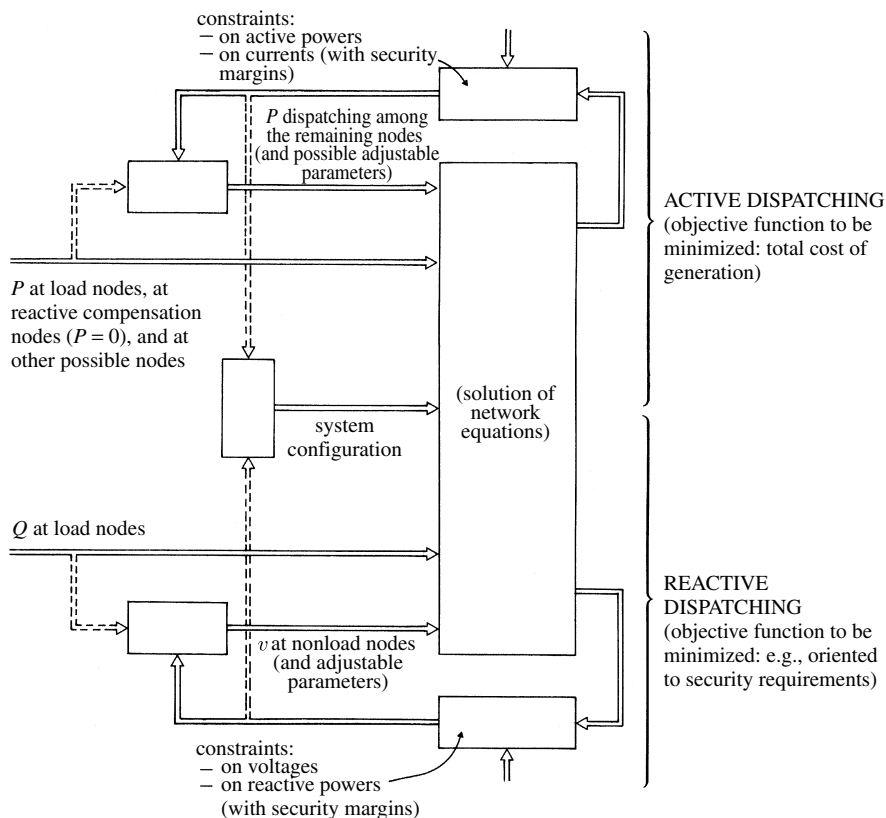 constraints:
– on active powers
– on currents (with security
margins)
P dispatching among
the remaining nodes
(and possible adjustable
parameters)
ACTIVE DISPATCHING
(objective function to be
minimized: total cost of
generation)
P at load nodes, at
reactive compensation
nodes (P = 0), and at
other possible nodes
(solution of
network
equations)
system
configuration
Q at load nodes
REACTIVE
DISPATCHING
(objective function to be
minimized: e.g., oriented
to security requirements)
v at nonload nodes
(and adjustable
parameters)
constraints:
– on voltages
– on reactive powers
(with security margins)